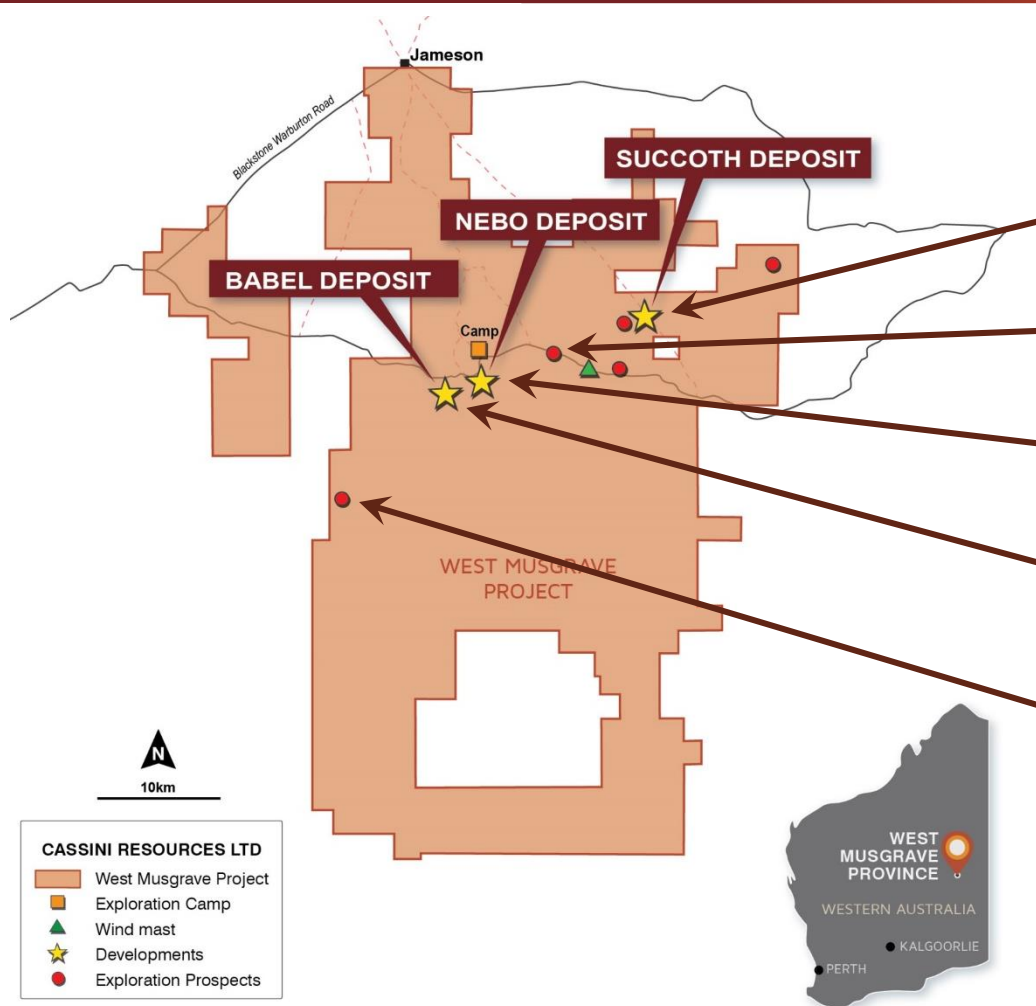 Jameson
Blackstone Warburton Road
SUCCOTH DEPOSIT
NEBO DEPOSIT
BABEL DEPOSIT
Camp
WEST MUSGRAVE
PROJECT
N
10km
CASSINI RESOURCES LTD
West Musgrave Project
Exploration Camp
Wind mast
Developments
Exploration Prospects
WEST
MUSGRAVE
PROVINCE
WESTERN AUSTRALIA
KALGOORLIE
PERTH